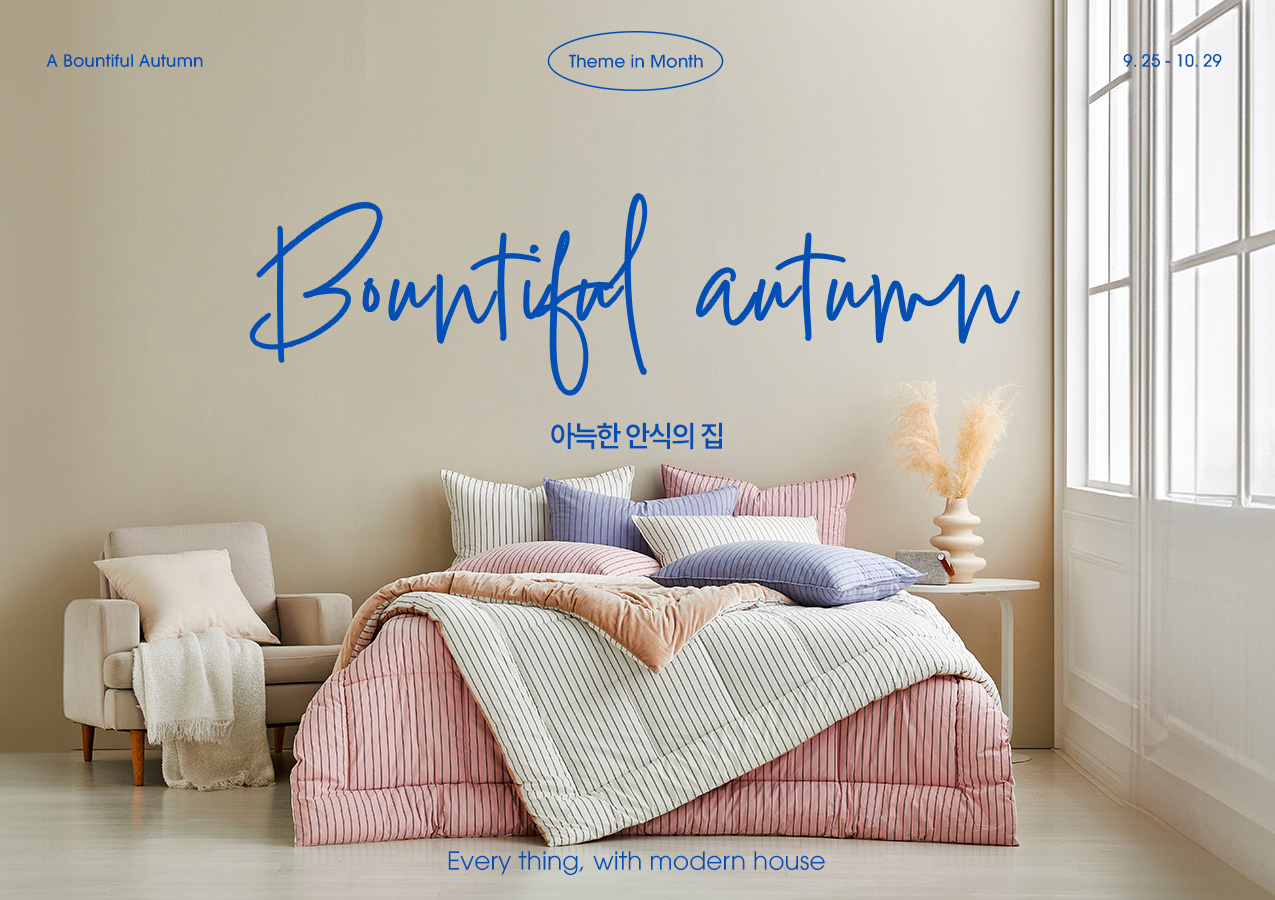 A Bountiful Autumn
Theme in Month
9. 25 - 10. 29
Bountiful autumn
아늑한 안식의 집
Every thing, with modern house